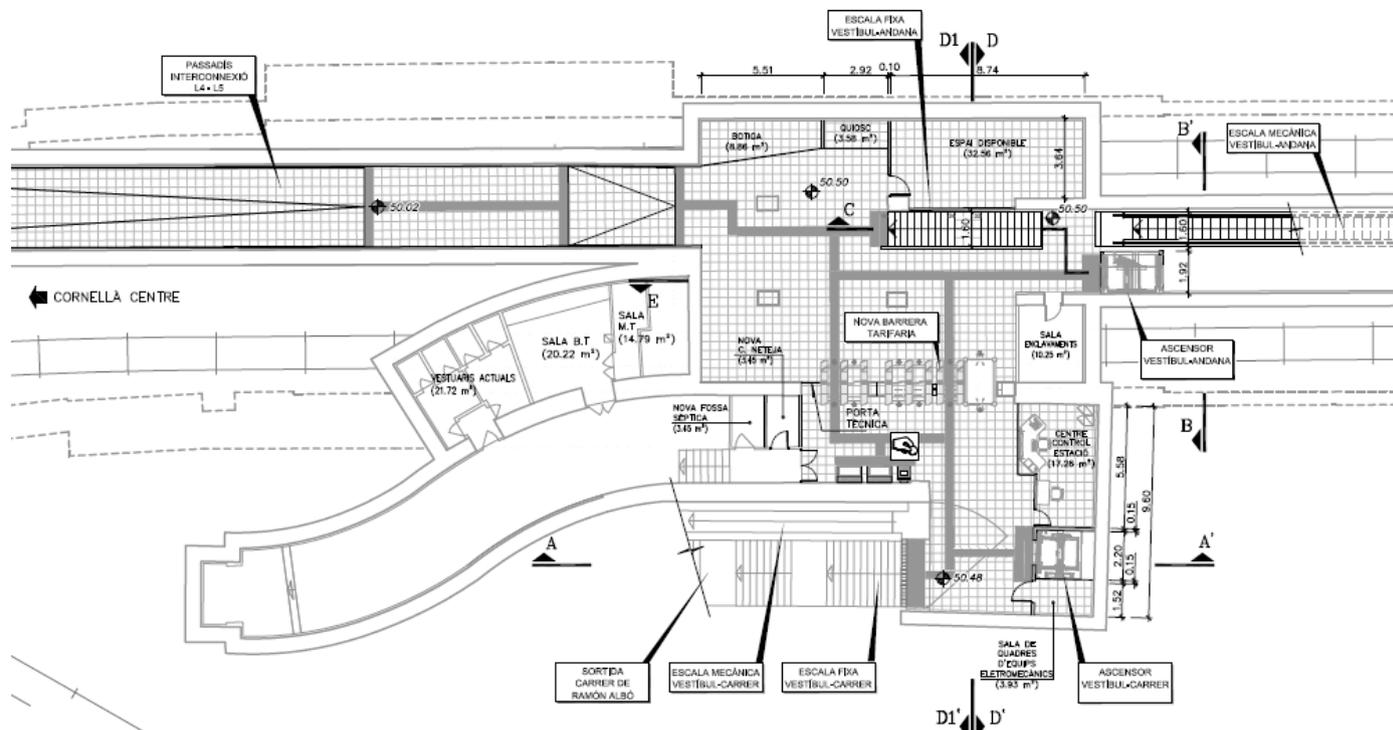 ESCALA FIXA
VESTÍBUL-ANDANA
D1
D
PASSADÍS
INTERCONNEXIÓ
L4 - L5
5.51
2.92
0.10
8.74
BOTIGA
(8.86 m²)
QUIOSC
(3.58 m²)
ESPAI DISPONIBLE
(32.56 m²)
3.64
B'
ESCALA MECÀNICA
VESTÍBUL-ANDANA
50.02
50.50
C
1.60
50.50
1.60
1.92
CORNELLÀ CENTRE
E
SALA
M.T
(14.79 m²)
SALA B.T
(20.22 m²)
VESTUARIS ACTUALS
(21.72 m²)
NOVA
C. NETEJA
(3.45 m²)
NOVA BARRERA
TARIFARIA
SALA
ENCLAVAMENTS
(10.25 m²)
ASCENSOR
VESTÍBUL-ANDANA
NOVA FOSSA
SÈPTICA
(3.45 m²)
PORTA
TÈCNICA
CENTRE
CONTROL
ESTACIÓ
(17.28 m²)
B
5.58
0.15
9.60
2.20
0.15
1.52
A
A'
50.48
SORTIDA
CARRER DE
RAMÓN ALBÓ
ESCALA MECÀNICA
VESTÍBUL-CARRER
ESCALA FIXA
VESTÍBUL-CARRER
SALA DE
QUADRES
D'EQUIPS
ELETROMECÀNICS
(3.93 m²)
ASCENSOR
VESTÍBUL-CARRER
D1'
D'